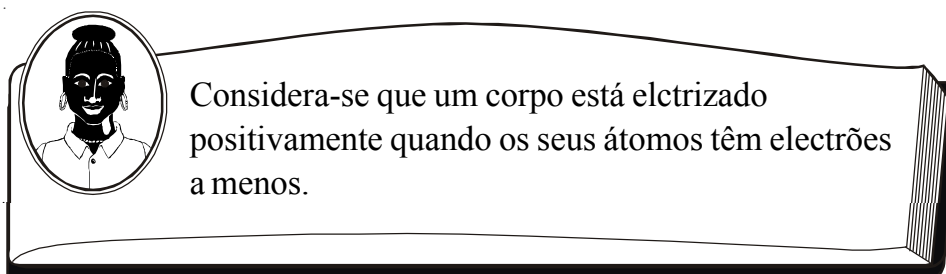 Considera-se que um corpo está elctrizado
positivamente quando os seus átomos têm electrões
a menos.